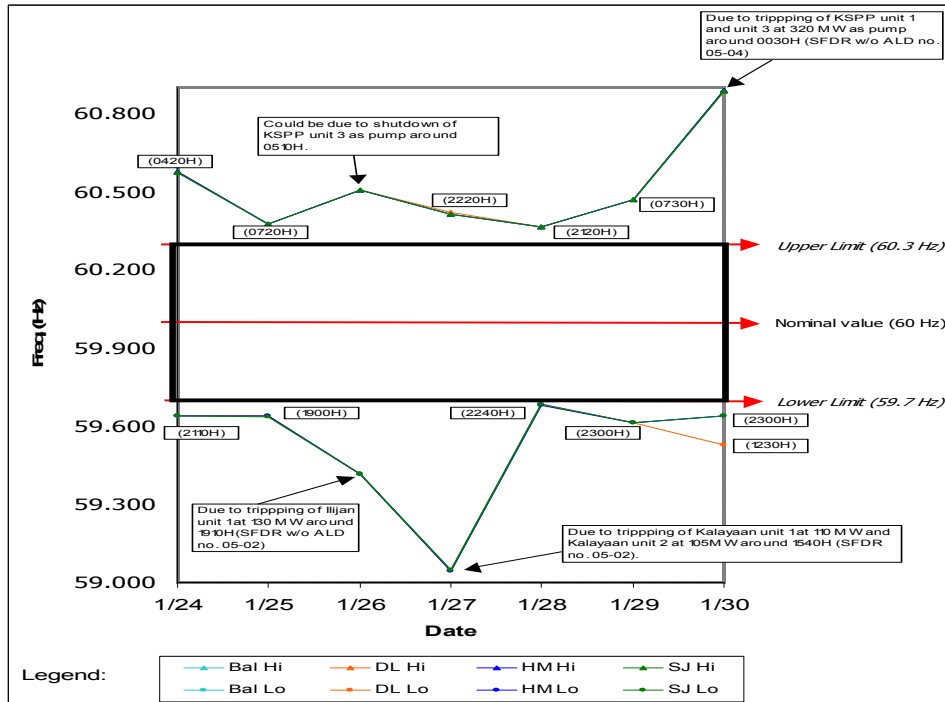 Due to trippping of KSPP unit 1
and unit 3 at 320 MW as pump
around 0030H (SFDR w/o ALD no.
05-04)
60.800
Could be due to shutdown of
KSPP unit 3 as pump around
0510H.
(0420H)
60.500
(2220H)
(0730H)
(0720H)
(2120H)
Upper Limit (60.3 Hz)
60.200
Freq (Hz)
Nominal value (60 Hz)
59.900
Lower Limit (59.7 Hz)
59.600
(1900H)
(2240H)
(2110H)
(2300H)
(2300H)
(1230H)
59.300
Due to trippping of Ilijan
unit 1 at 130 MW around
1910H(SFDR w/o ALD
no. 05-02)
Due to trippping of Kalayaan unit 1 at 110 MW and
Kalayaan unit 2 at 105MW around 1540H (SFDR
no. 05-02).
59.000
1/24 1/25 1/26 1/27 1/28 1/29 1/30
Date
Legend:
Bal Hi DL Hi HM Hi SJ Hi
Bal Lo DL Lo HM Lo SJ Lo